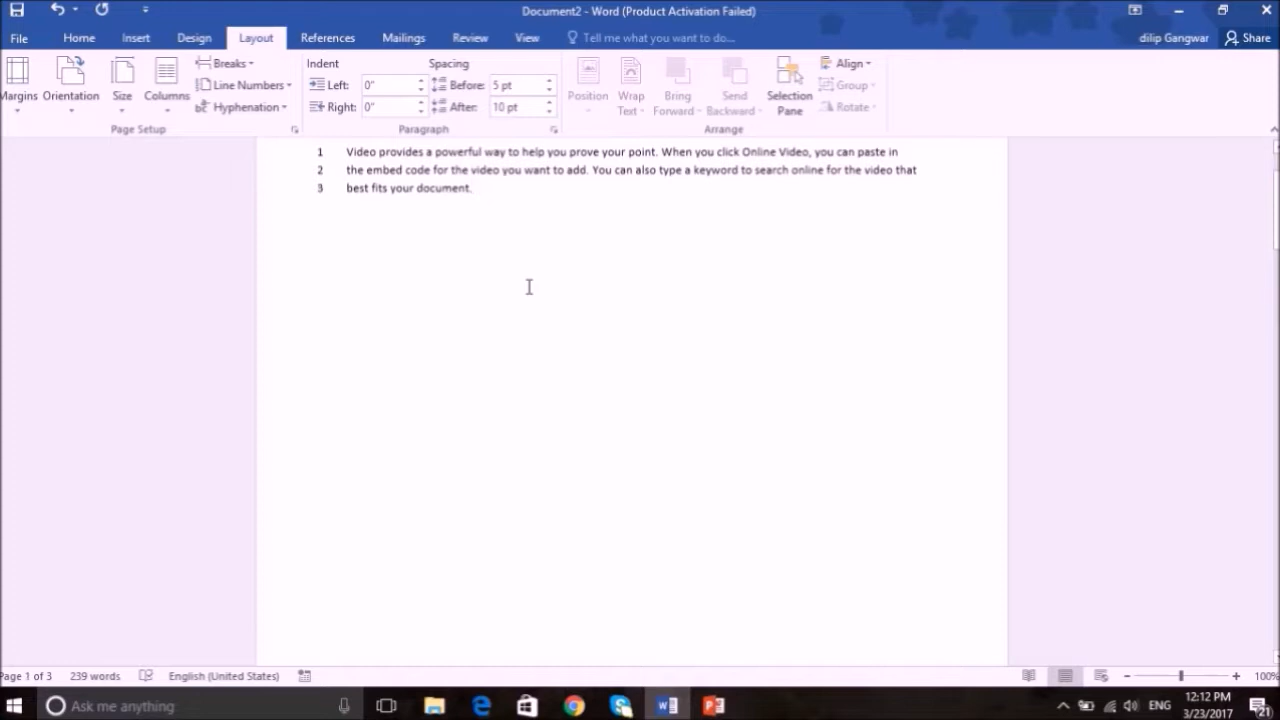 Document2 - Word (Product Activation Failed)
File Home Insert Design Layout References Mailings Review View Tell me what you want to do... dilip Gangwar Share
Margins Orientation Size Columns
Breaks
Line Numbers
Hyphenation
Page Setup
Indent Spacing
Left: 0" Before: 5 pt
Right: 0" After: 10 pt
Paragraph
Position Wrap Text Bring Forward Send Backward Selection Pane
Align
Group
Rotate
Arrange
1 Video provides a powerful way to help you prove your point. When you click Online Video, you can paste in
2 the embed code for the video you want to add. You can also type a keyword to search online for the video that
3 best fits your document.
Page 1 of 3 239 words English (United States) 100%
Ask me anything ENG 12:12 PM
3/23/2017 21